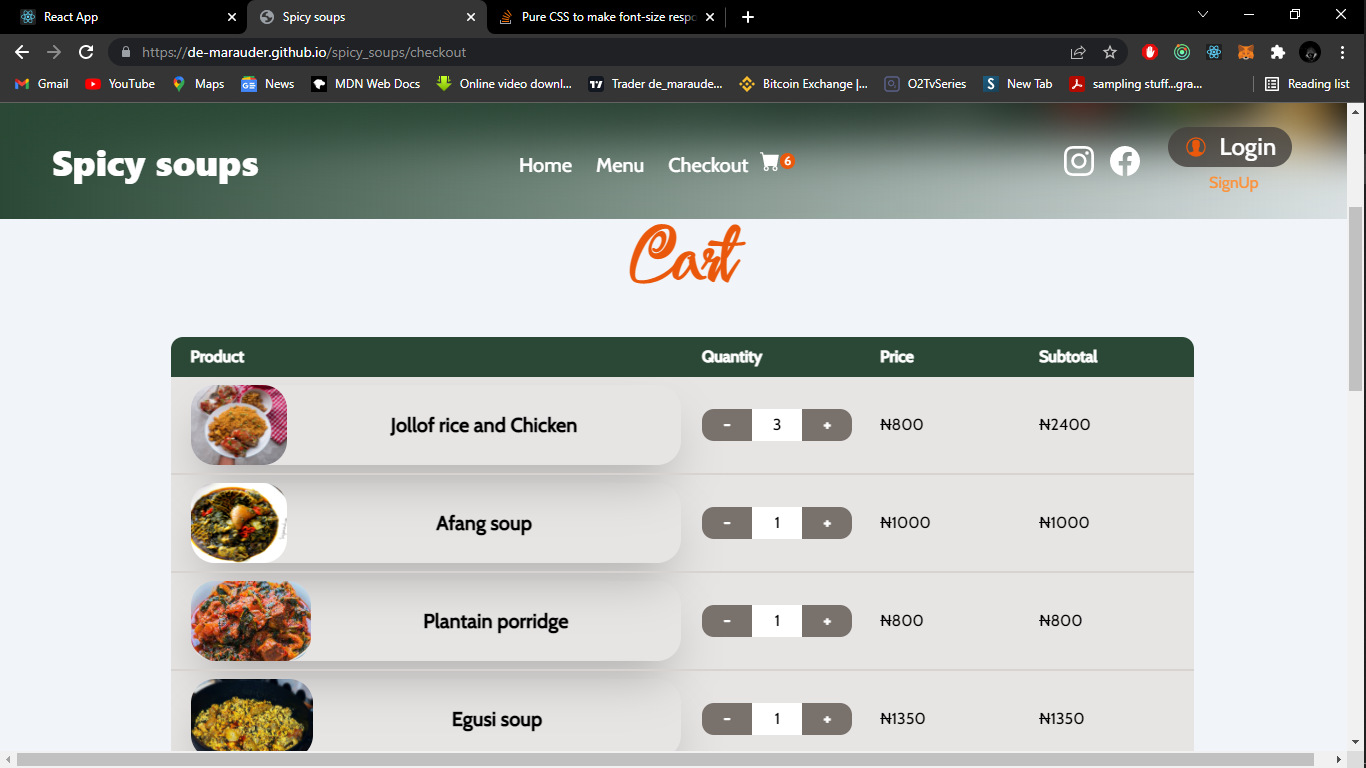 React App
Spicy soups
Pure CSS to make font-size respo
https://de-marauder.github.io/spicy_soups/checkout
Gmail
YouTube
Maps
News
MDN Web Docs
Online video downl...
Trader de_maraude...
Bitcoin Exchange |...
O2TvSeries
New Tab
sampling stuff...gra...
Reading list
Spicy soups
Home
Menu
Checkout
6
Login
SignUp
Cart
Product Quantity Price Subtotal
Jollof rice and Chicken - 3 + ₦800 ₦2400
Afang soup - 1 + ₦1000 ₦1000
Plantain porridge - 1 + ₦800 ₦800
Egusi soup - 1 + ₦1350 ₦1350